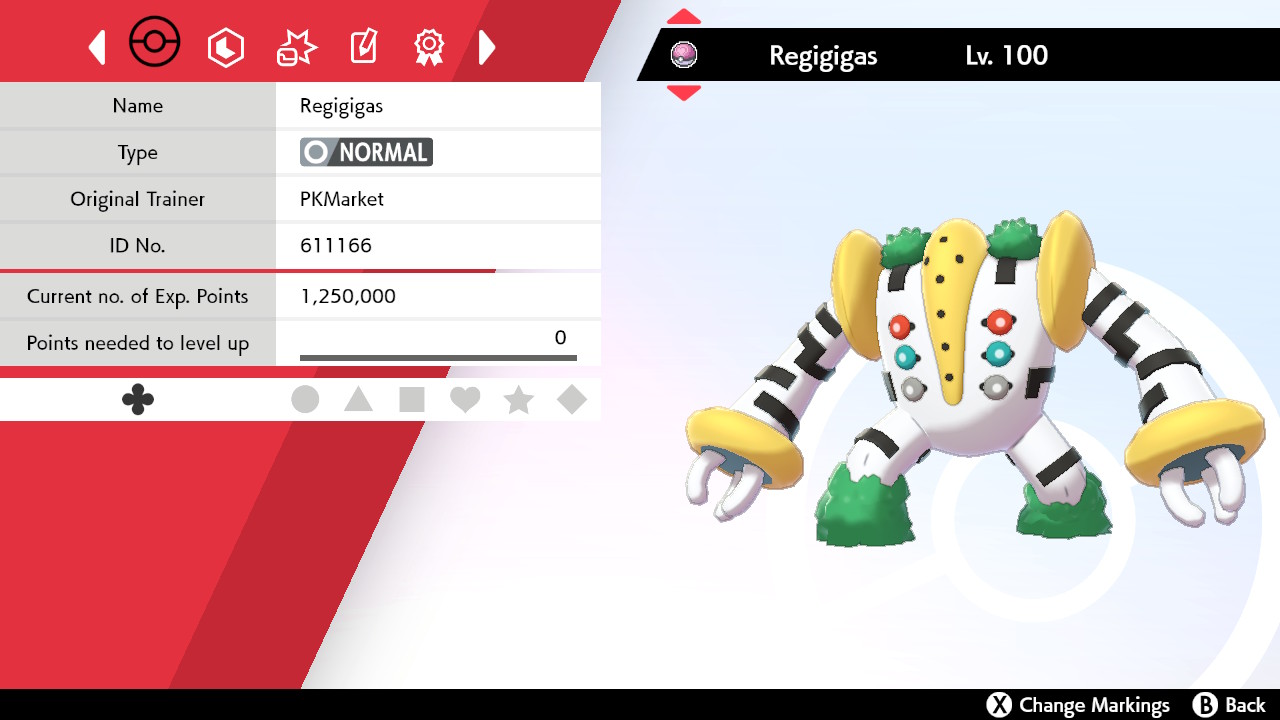 Regigigas Lv. 100
Name Regigigas
Type NORMAL
Original Trainer PKMarket
ID No. 611166
Current no. of Exp. Points 1,250,000
Points needed to level up 0
X Change Markings B Back